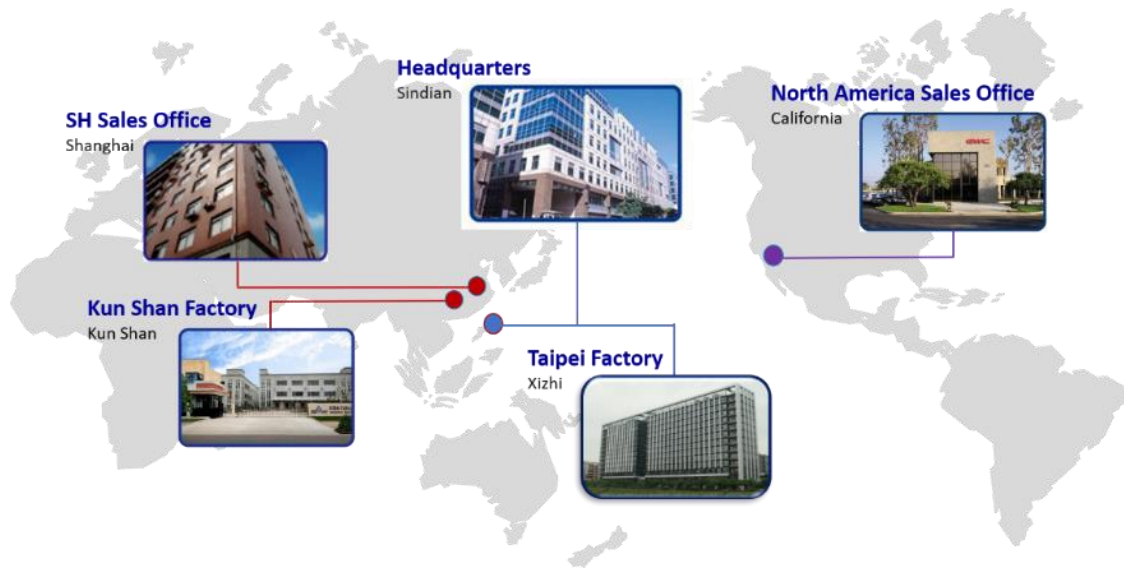 Headquarters
Sindian
North America Sales Office
California
SH Sales Office
Shanghai
Kun Shan Factory
Kun Shan
Taipei Factory
Xizhi